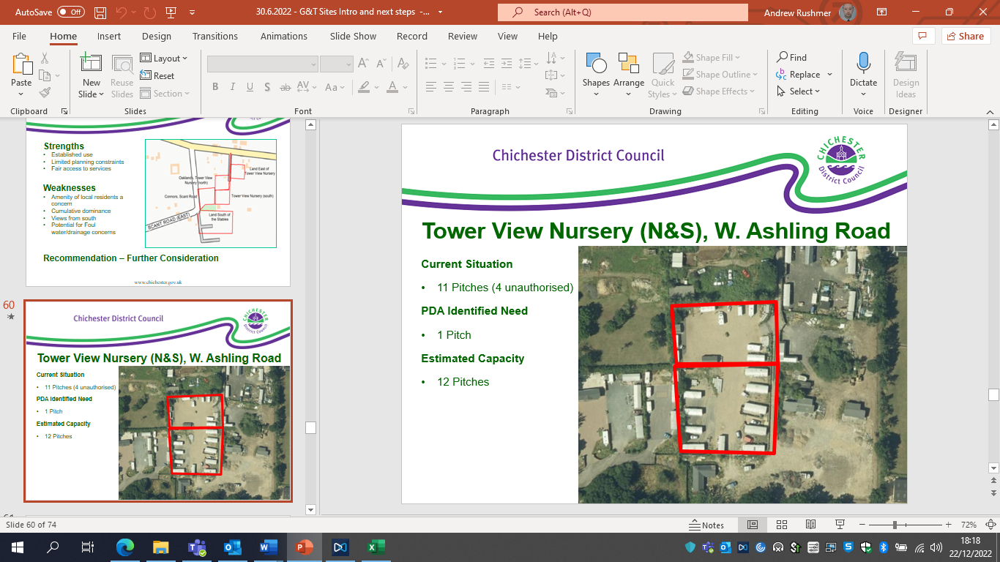 AutoSave Off
30.6.2022 - G&T Sites Intro and next steps -...
Search (Alt+Q)
Andrew Rushmer
File Home Insert Design Transitions Animations Slide Show Record Review View Help
Share
Paste
New Slide
Reuse Slides
Layout
Reset
Section
Shapes
Arrange
Quick Styles
Shape Fill
Shape Outline
Shape Effects
Find
Replace
Select
Dictate
Design Ideas
Clipboard
Slides
Font
Paragraph
Drawing
Editing
Voice
Designer
Strengths
• Established use
• Limited planning constraints
• Fair access to services
Weaknesses
• Amenity of local residents a
concern
• Cumulative dominance
• Views from south
• Potential for Foul
water/drainage concerns
Land East of
Tower View Nursery
Oaklands, Tower View
Nursery (north)
Connors, Scant Road
Tower View Nursery (south)
Land South of
the Stables
SCANT ROAD (EAST)
Recommendation – Further Consideration
www.chichester.gov.uk
60
Chichester District Council
CHICHESTER
District Council
Tower View Nursery (N&S), W. Ashling Road
Current Situation
• 11 Pitches (4 unauthorised)
PDA Identified Need
• 1 Pitch
Estimated Capacity
• 12 Pitches
Chichester District Council
CHICHESTER
District Council
Tower View Nursery (N&S), W. Ashling Road
Current Situation
• 11 Pitches (4 unauthorised)
PDA Identified Need
• 1 Pitch
Estimated Capacity
• 12 Pitches
Slide 60 of 74
Notes
72%
18:18
22/12/2022